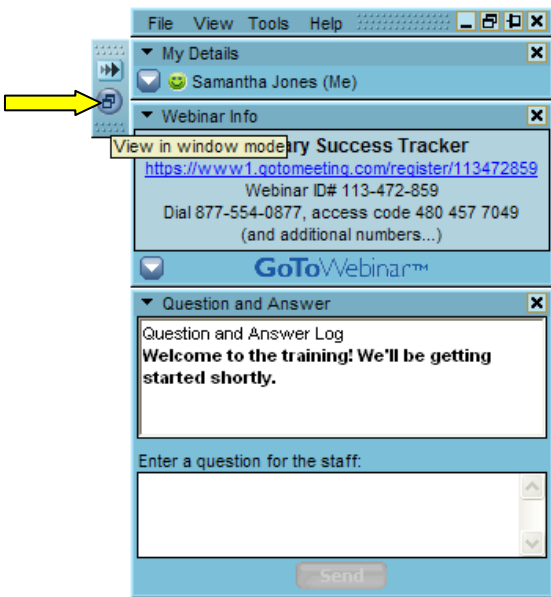 File View Tools Help
My Details
Samantha Jones (Me)
Webinar Info
View in window mode
ry Success Tracker
https://www1.gotomeeting.com/register/113472859
Webinar ID# 113-472-859
Dial 877-554-0877, access code 480 457 7049
(and additional numbers...)
GoToWebinar™
Question and Answer
Question and Answer Log
Welcome to the training! We'll be getting
started shortly.
Enter a question for the staff:
Send